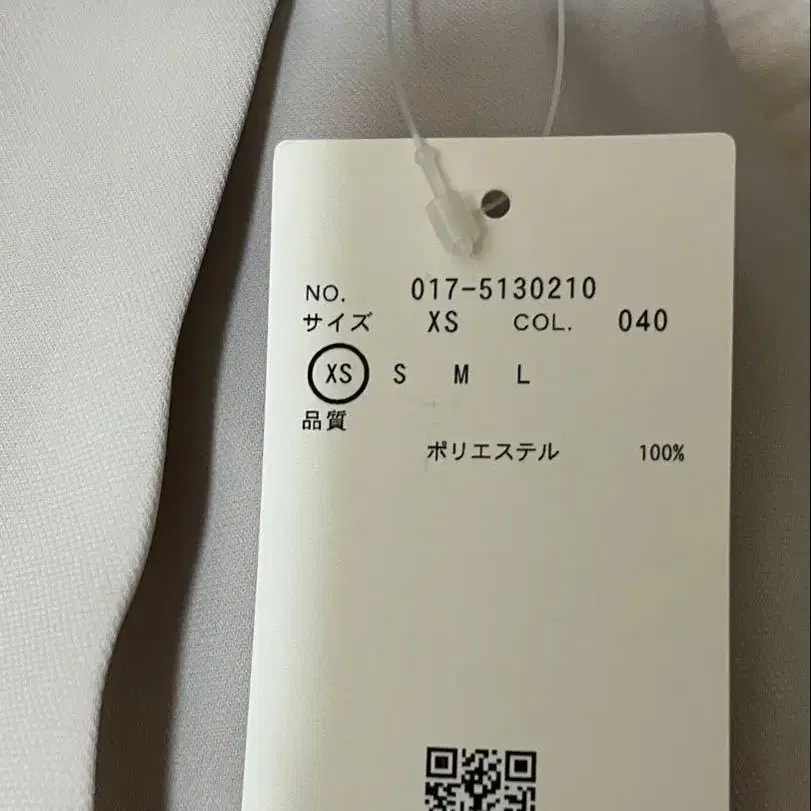 NO. 017-5130210
サイズ XS COL. 040
XS S M L
品質
ポリエステル 100%